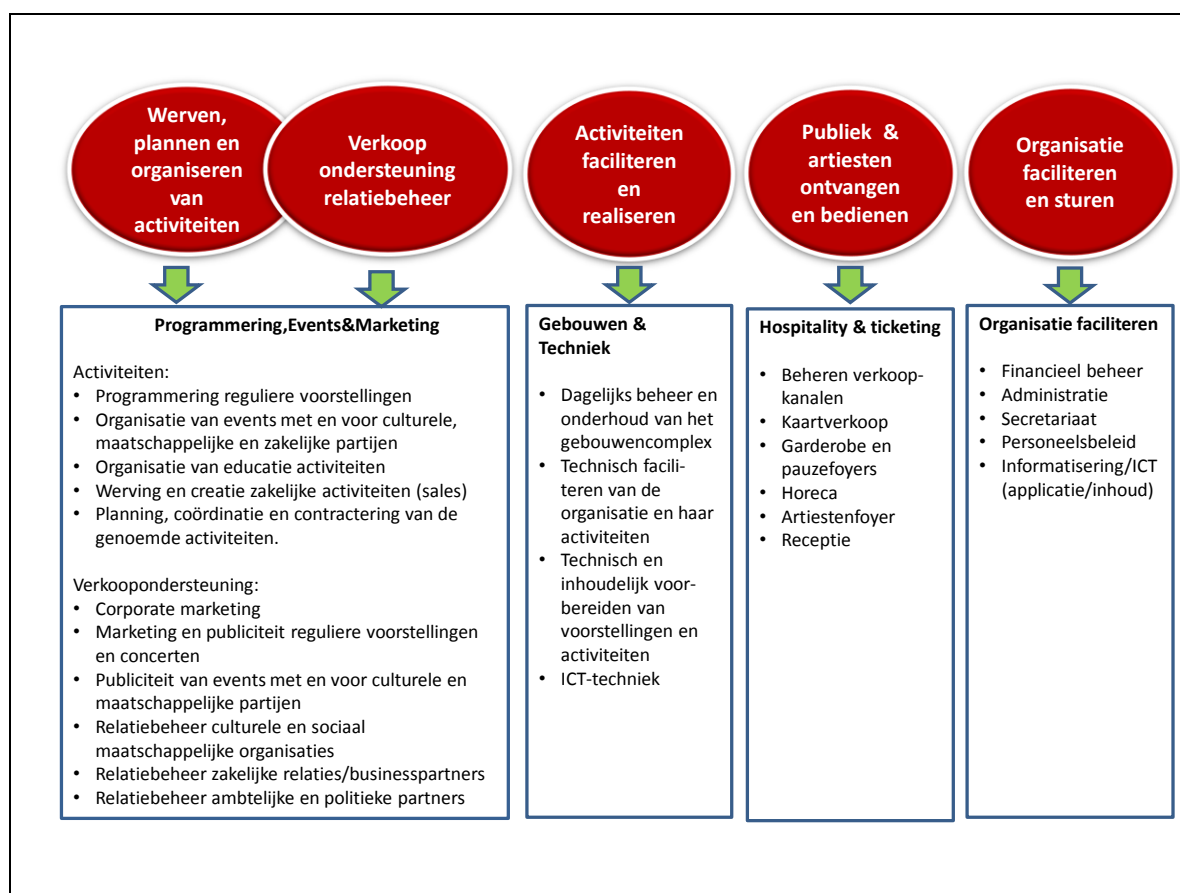 Werven,
plannen en
organiseren
van
activiteiten
Verkoop
ondersteuning
relatiebeheer
Activiteiten
faciliteren
en
realiseren
Publiek & 
artiesten
ontvangen
en bedienen
Organisatie
faciliteren
en sturen
Programmering,Events&Marketing
Activiteiten:
• Programmering reguliere voorstellingen
• Organisatie van events met en voor culturele,
maatschappelijke en zakelijke partijen
• Organisatie van educatie activiteiten
• Werving en creatie zakelijke activiteiten (sales)
• Planning, coördinatie en contractering van de
genoemde activiteiten.
Verkoopondersteuning:
• Corporate marketing
• Marketing en publiciteit reguliere voorstellingen
en concerten
• Publiciteit van events met en voor culturele en
maatschappelijke partijen
• Relatiebeheer culturele en sociaal
maatschappelijke organisaties
• Relatiebeheer zakelijke relaties/businesspartners
• Relatiebeheer ambtelijke en politieke partners
Gebouwen &
Techniek
• Dagelijks beheer en
onderhoud van het
gebouwencomplex
• Technisch facili-
teren van de
organisatie en haar
activiteiten
• Technisch en
inhoudelijk voor-
bereiden van
voorstellingen en
activiteiten
• ICT-techniek
Hospitality & ticketing
• Beheren verkoop-
kanalen
• Kaartverkoop
• Garderobe en
pauzefoyers
• Horeca
• Artiestenfoyer
• Receptie
Organisatie faciliteren
• Financieel beheer
• Administratie
• Secretariaat
• Personeelsbeleid
• Informatisering/ICT
(applicatie/inhoud)